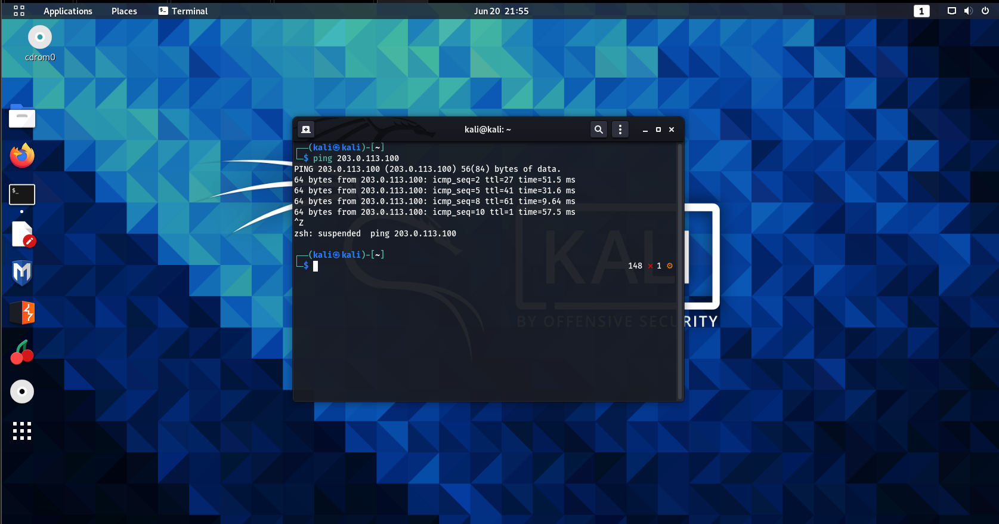 Applications Places Terminal Jun 20 21:55 1
cdrom0
kali@kali: ~
┌──(kali㉿kali)-[~]
└─$ ping 203.0.113.100
PING 203.0.113.100 (203.0.113.100) 56(84) bytes of data.
64 bytes from 203.0.113.100: icmp_seq=2 ttl=27 time=51.5 ms
64 bytes from 203.0.113.100: icmp_seq=5 ttl=41 time=31.6 ms
64 bytes from 203.0.113.100: icmp_seq=8 ttl=61 time=9.64 ms
64 bytes from 203.0.113.100: icmp_seq=10 ttl=1 time=57.5 ms
^Z
zsh: suspended  ping 203.0.113.100
┌──(kali㉿kali)-[~]
└─$ 148 ⨯ 1 ⚙
KALI
BY OFFENSIVE SECURITY